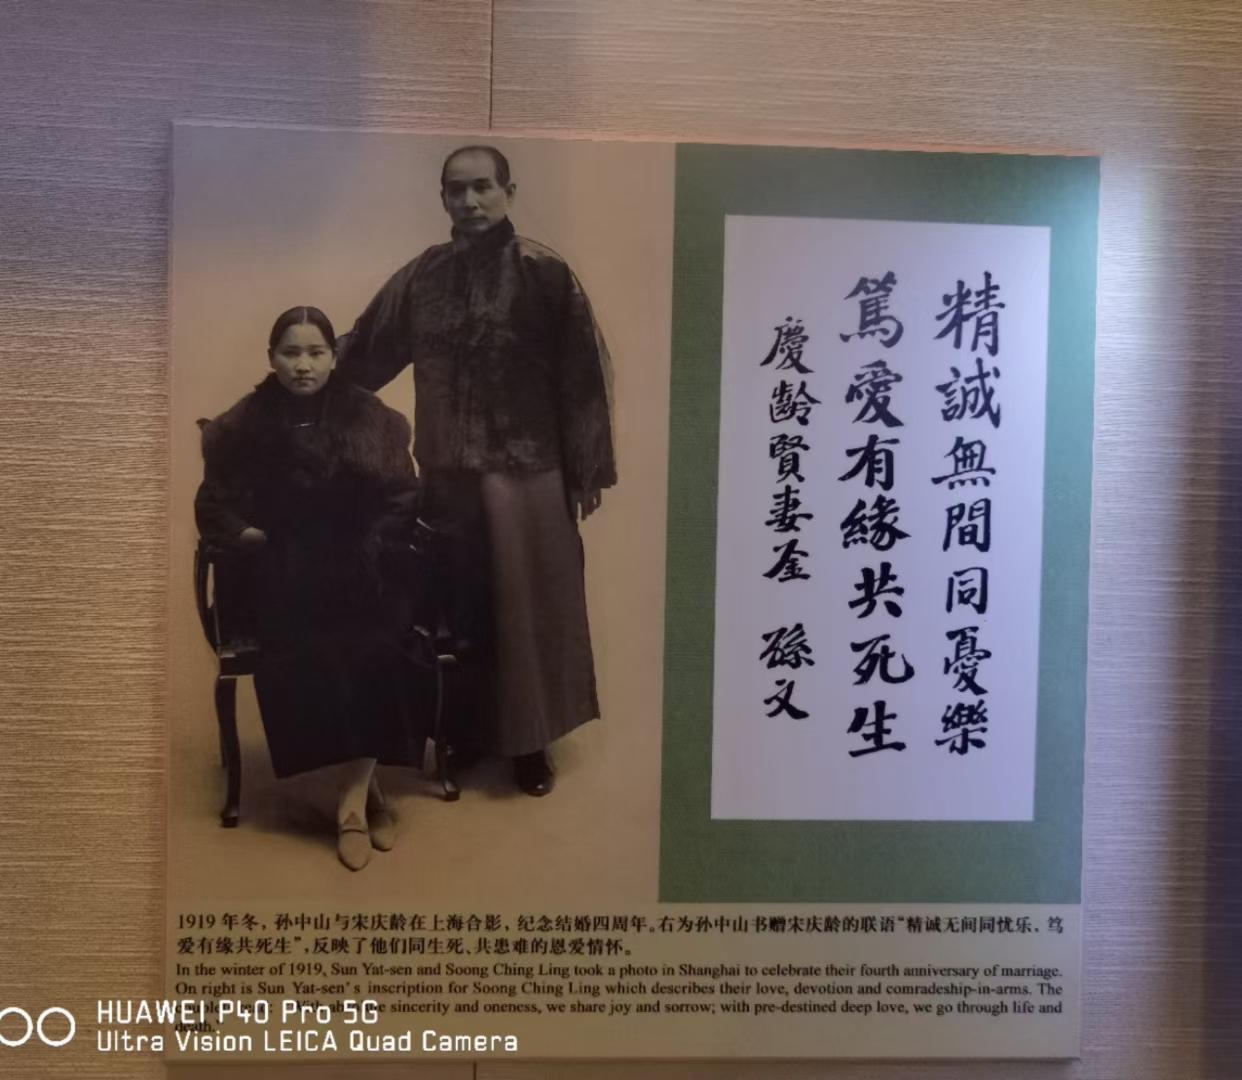 精誠無間同憂樂
篤愛有緣共死生
慶齡賢妻鉴 孫文
1919年冬，孙中山与宋庆龄在上海合影，纪念结婚四周年。右为孙中山书赠宋庆龄的联语“精诚无间同忧乐，笃
爱有缘共死生”，反映了他们同生死、共患难的恩爱情怀。
In the winter of 1919, Sun Yat-sen and Soong Ching Ling took a photo in Shanghai to celebrate their fourth anniversary of marriage.
On right is Sun Yat-sen's inscription for Soong Ching Ling which describes their love, devotion and comradeship-in-arms. The
sincerity and oneness, we share joy and sorrow; with pre-destined deep love, we go through life and
death."
HUAWEI P40 Pro 5G
Ultra Vision LEICA Quad Camera